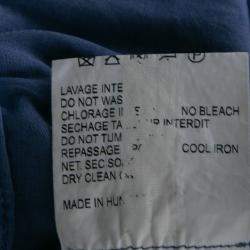 LAVAGE INTE
DO NOT WAS
CHLORAGE I NO BLEACH
SECHAGE TA UR INTERDIT
DO NOT TUM
REPASSAGE COOL IRON
NET. SEC SO
DRY CLEAN O
MADE IN HUN